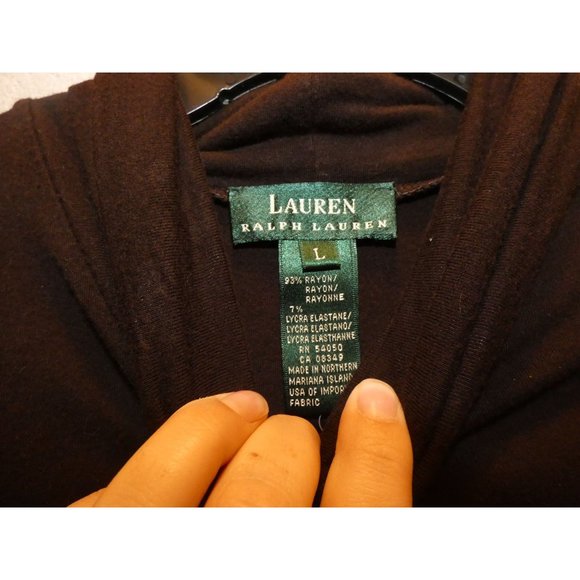 LAUREN
RALPH LAUREN
L
93% RAYON/
RAYON/
RAYONNE
7%
LYCRA ELASTANE/
LYCRA ELASTANO/
LYCRA ELASTHANNE
RN 54050
CA 08349
MADE IN NORTHERN
MARIANA ISLAND
USA OF IMPOR
FABRIC